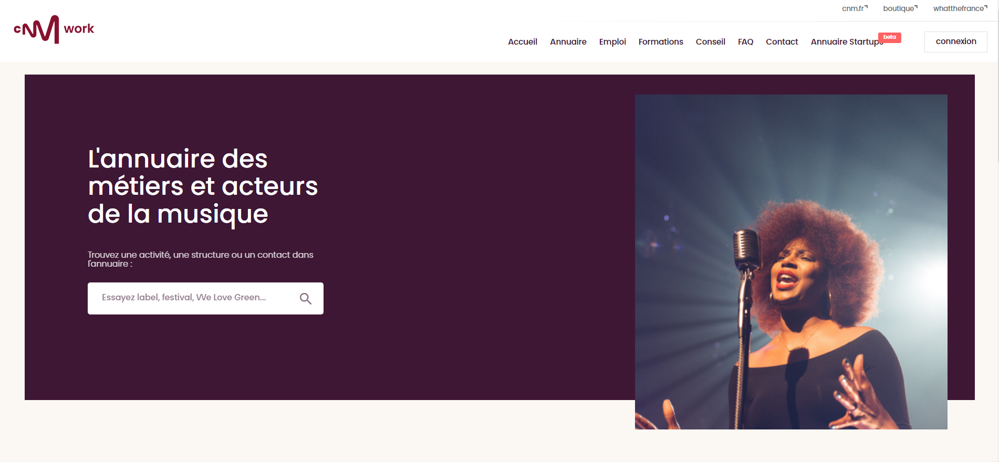 cnm.fr boutique whatthefrance
cnm work
Accueil Annuaire Emploi Formations Conseil FAQ Contact Annuaire Startups beta connexion
L'annuaire des
métiers et acteurs
de la musique
Trouvez une activité, une structure ou un contact dans
l'annuaire :
Essayez label, festival, We Love Green...